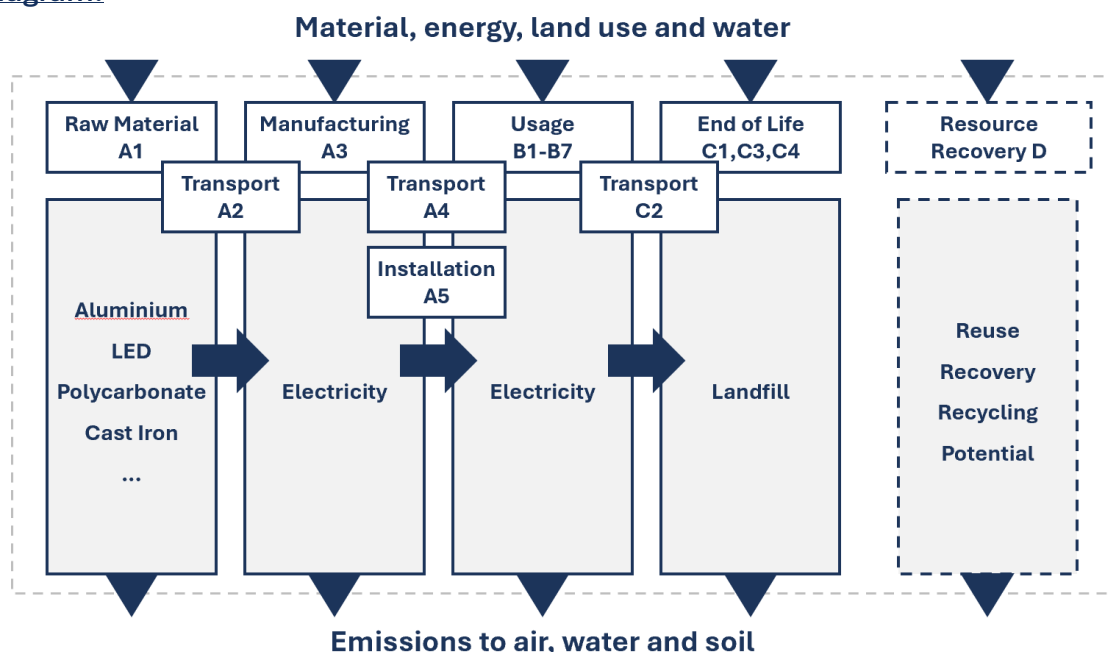 Material, energy, land use and water
Raw Material
A1
Manufacturing
A3
Usage
B1-B7
End of Life
C1,C3,C4
Resource
Recovery D
Transport
A2
Transport
A4
Transport
C2
Installation
A5
Aluminium
LED
Polycarbonate
Cast Iron
...
Electricity
Electricity
Landfill
Reuse
Recovery
Recycling
Potential
Emissions to air, water and soil